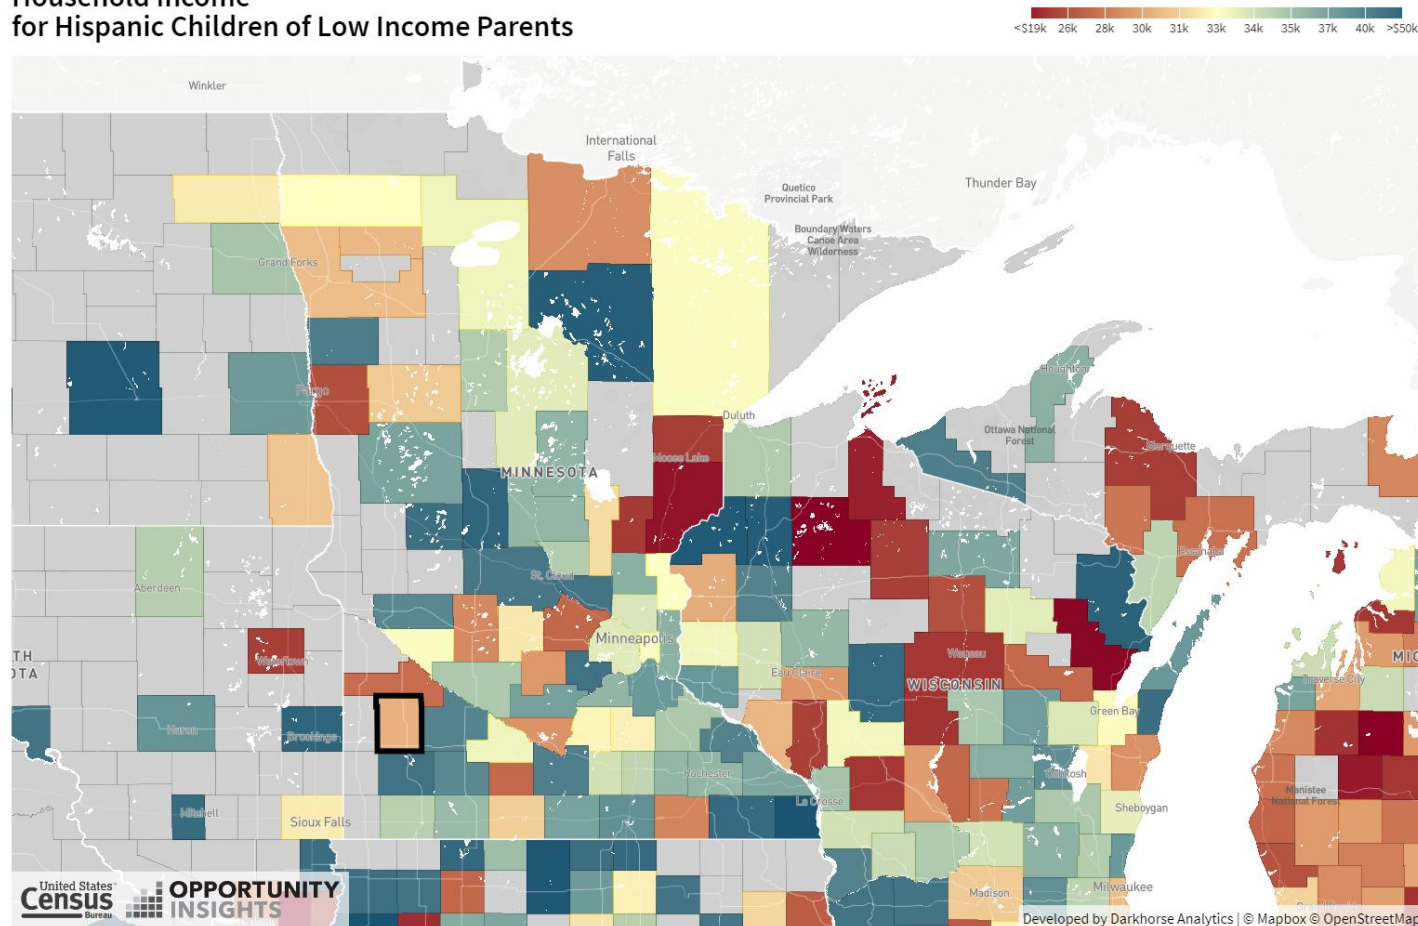 Household Income
for Hispanic Children of Low Income Parents
<$19k 26k 28k 30k 31k 33k 34k 35k 37k 40k >$50k
Winkler
International
Falls
Thunder Bay
Quetico
Provincial Park
Boundary Waters
Canoe Area
Wilderness
Grand Forks
Houghton
Fargo
Duluth
Ottawa National
Forest
Marquette
Moose Lake
MINNESOTA
Escanaba
St. Cloud
Aberdeen
Minneapolis
TH
OTA
Watertown
Wausau
MIC
Eau Claire
WISCONSIN
Traverse City
Green Bay
Huron
Brookings
Rochester
Oshkosh
Manistee
National Forest
La Crosse
Mitchell
Sioux Falls
Sheboygan
United States
Census
Bureau
OPPORTUNITY
INSIGHTS
Madison
Milwaukee
Developed by Darkhorse Analytics | © Mapbox © OpenStreetMap